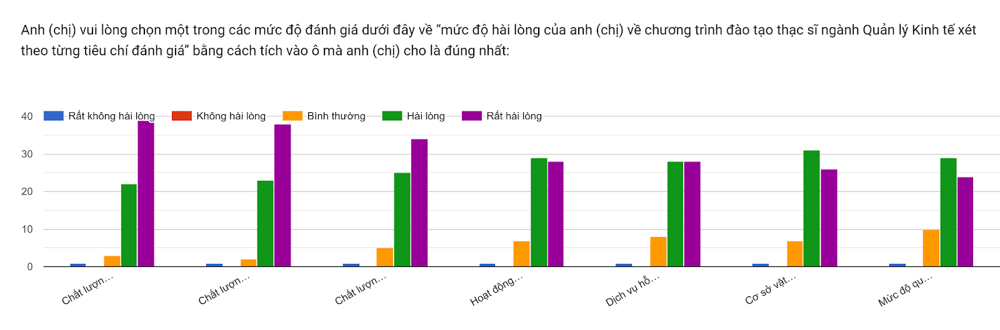 Anh (chị) vui lòng chọn một trong các mức độ đánh giá dưới đây về “mức độ hài lòng của anh (chị) về chương trình đào tạo thạc sĩ ngành Quản lý Kinh tế xét
theo từng tiêu chí đánh giá” bằng cách tích vào ô mà anh (chị) cho là đúng nhất:
Rất không hài lòng Không hài lòng Bình thường Hài lòng Rất hài lòng
40
30
20
10
0
Chất lượn... Chất lượn... Chất lượn... Hoạt động... Dịch vụ hỗ... Cơ sở vật... Mức độ qu...